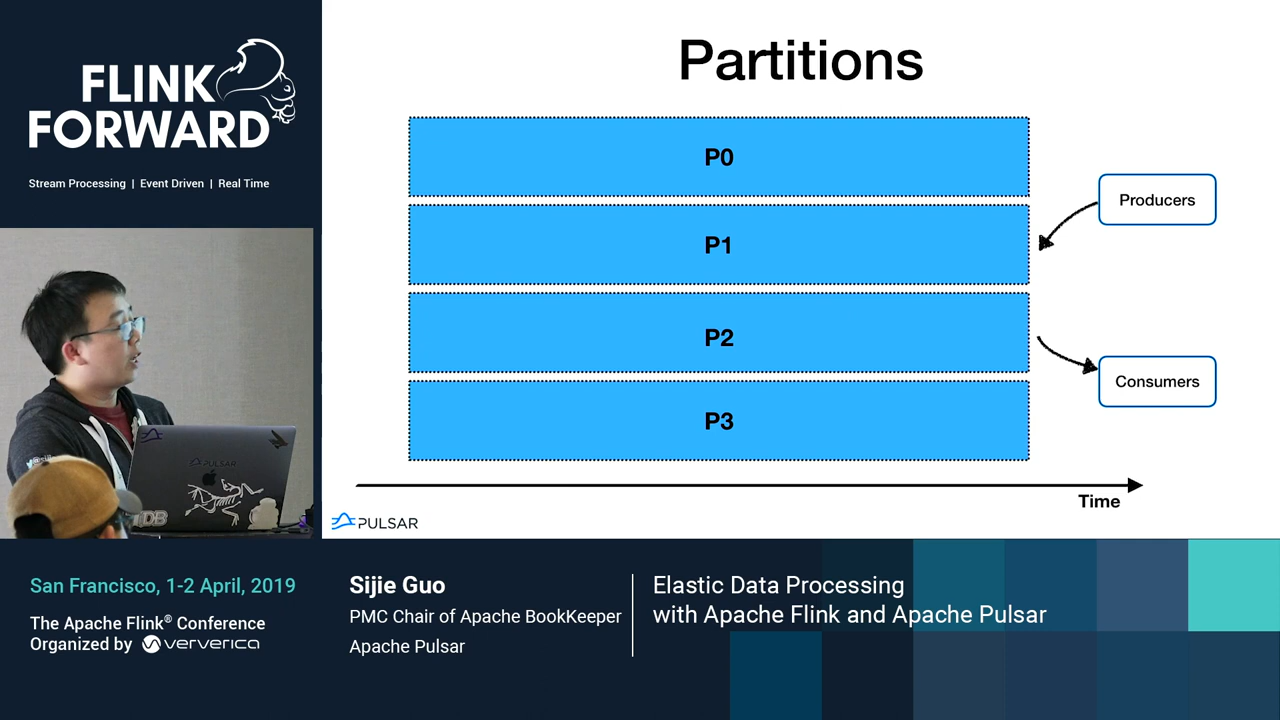 FLINK
FORWARD
Stream Processing | Event Driven | Real Time
Partitions
P0
P1
P2
P3
Producers
Consumers
Time
PULSAR
PULSAR
DB
San Francisco, 1-2 April, 2019
The Apache Flink® Conference
Organized by ververica
Sijie Guo
PMC Chair of Apache BookKeeper
Apache Pulsar
Elastic Data Processing
with Apache Flink and Apache Pulsar